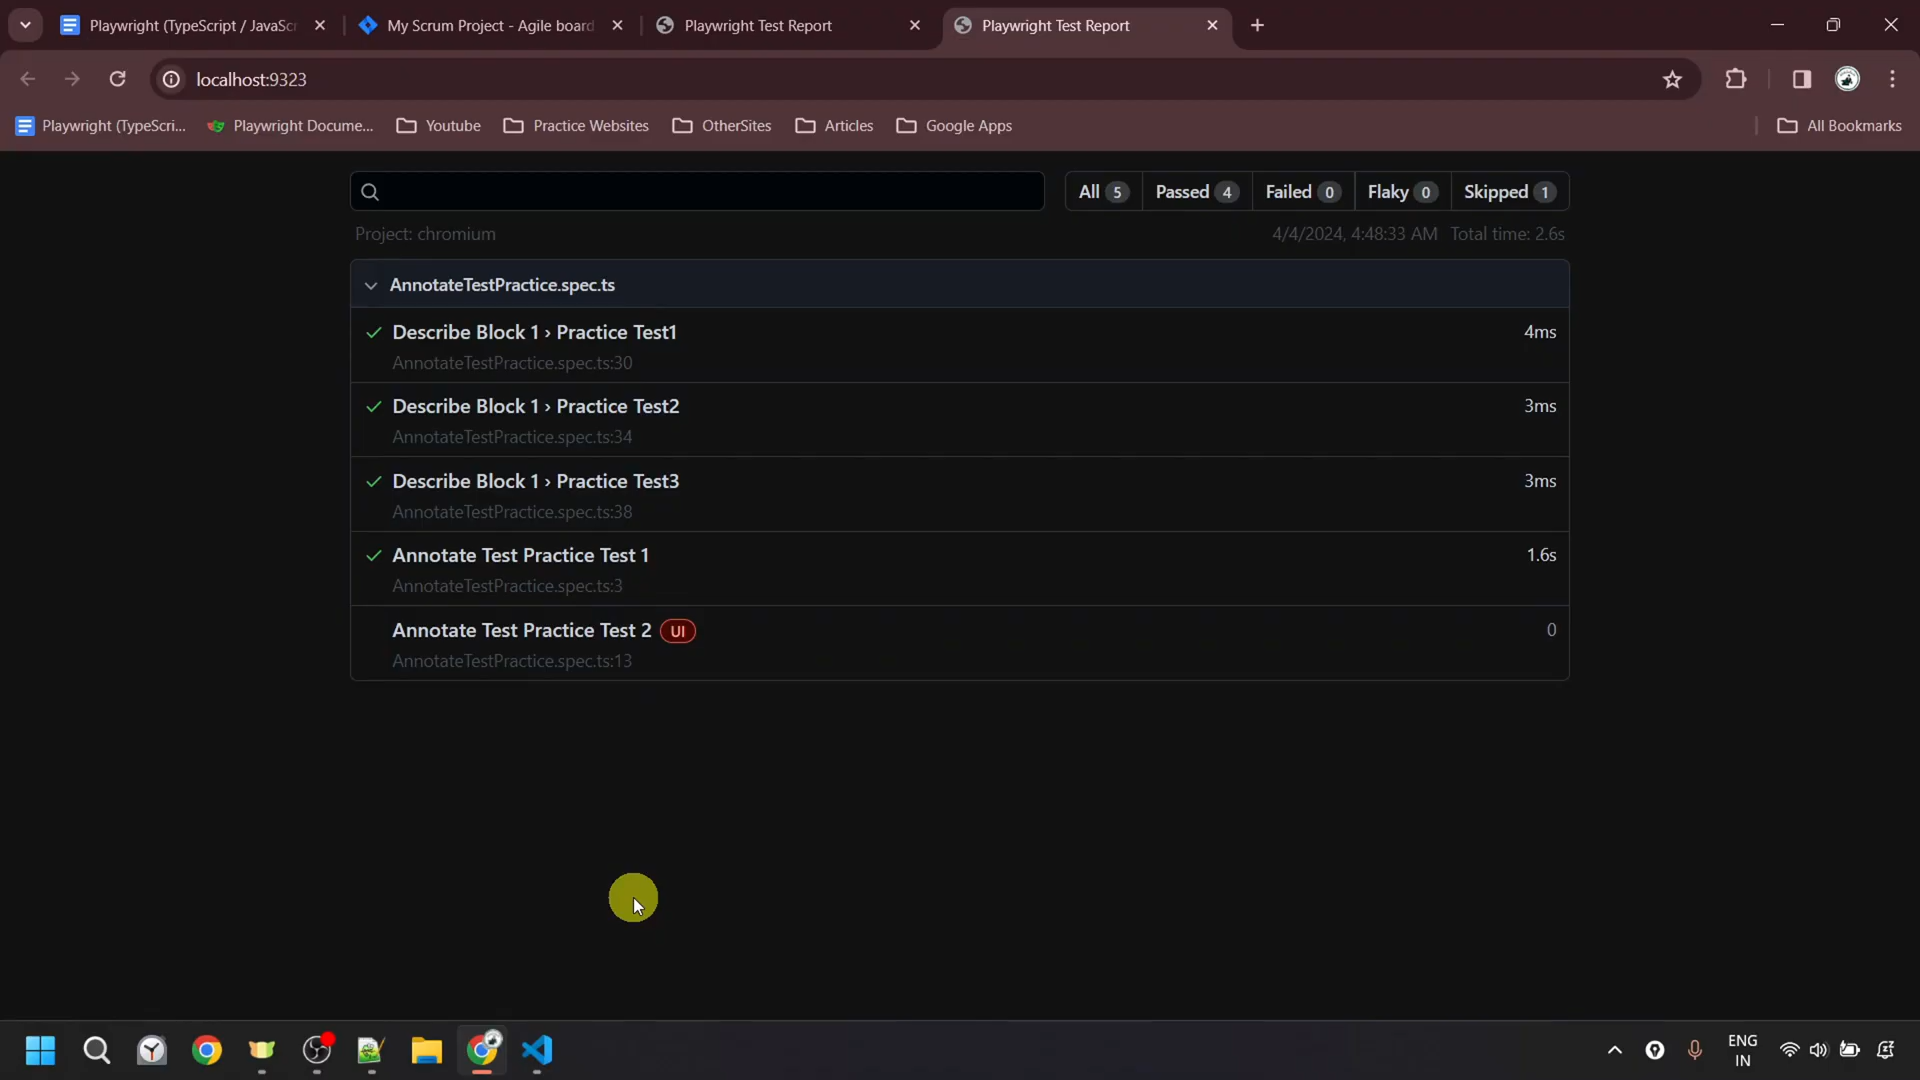 Playwright (TypeScript / JavaScr
My Scrum Project - Agile board
Playwright Test Report
Playwright Test Report
localhost:9323
Playwright (TypeScri...
Playwright Docume...
Youtube
Practice Websites
OtherSites
Articles
Google Apps
All Bookmarks
All 5
Passed 4
Failed 0
Flaky 0
Skipped 1
Project: chromium
4/4/2024, 4:48:33 AM Total time: 2.6s
AnnotateTestPractice.spec.ts
Describe Block 1 › Practice Test1 4ms
AnnotateTestPractice.spec.ts:30
Describe Block 1 › Practice Test2 3ms
AnnotateTestPractice.spec.ts:34
Describe Block 1 › Practice Test3 3ms
AnnotateTestPractice.spec.ts:38
Annotate Test Practice Test 1 1.6s
AnnotateTestPractice.spec.ts:3
Annotate Test Practice Test 2 UI 0
AnnotateTestPractice.spec.ts:13
ENG
IN